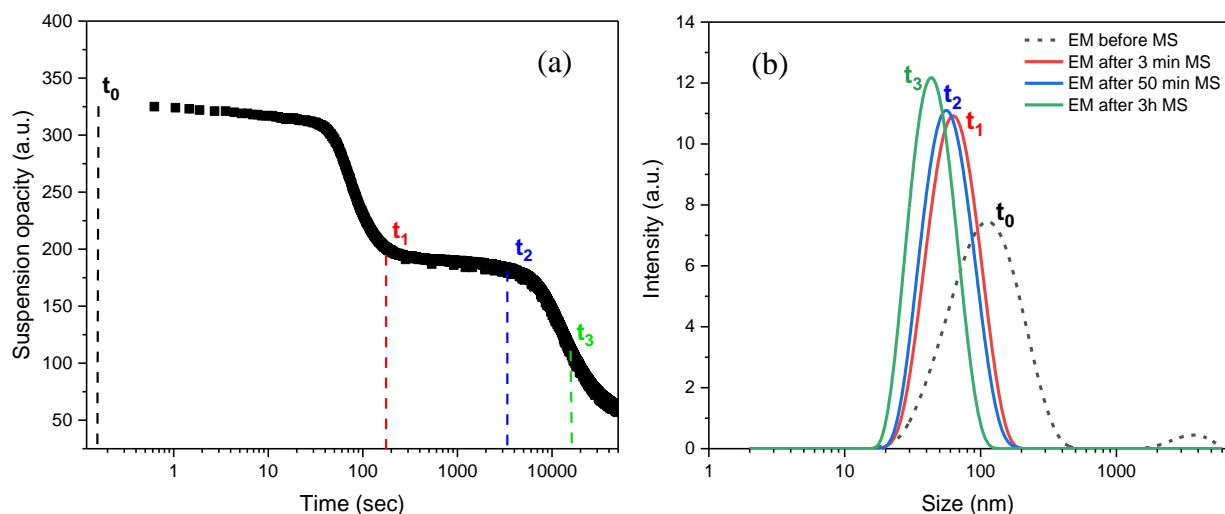 (a)
t0
t1
t2
t3
400
350
300
250
200
150
100
50
1
10
100
1000
10000
Suspension opacity (a.u.)
Time (sec)
(b)
EM before MS
EM after 3 min MS
EM after 50 min MS
EM after 3h MS
t3
t2
t1
t0
14
12
10
8
6
4
2
0
1
10
100
1000
Intensity (a.u.)
Size (nm)